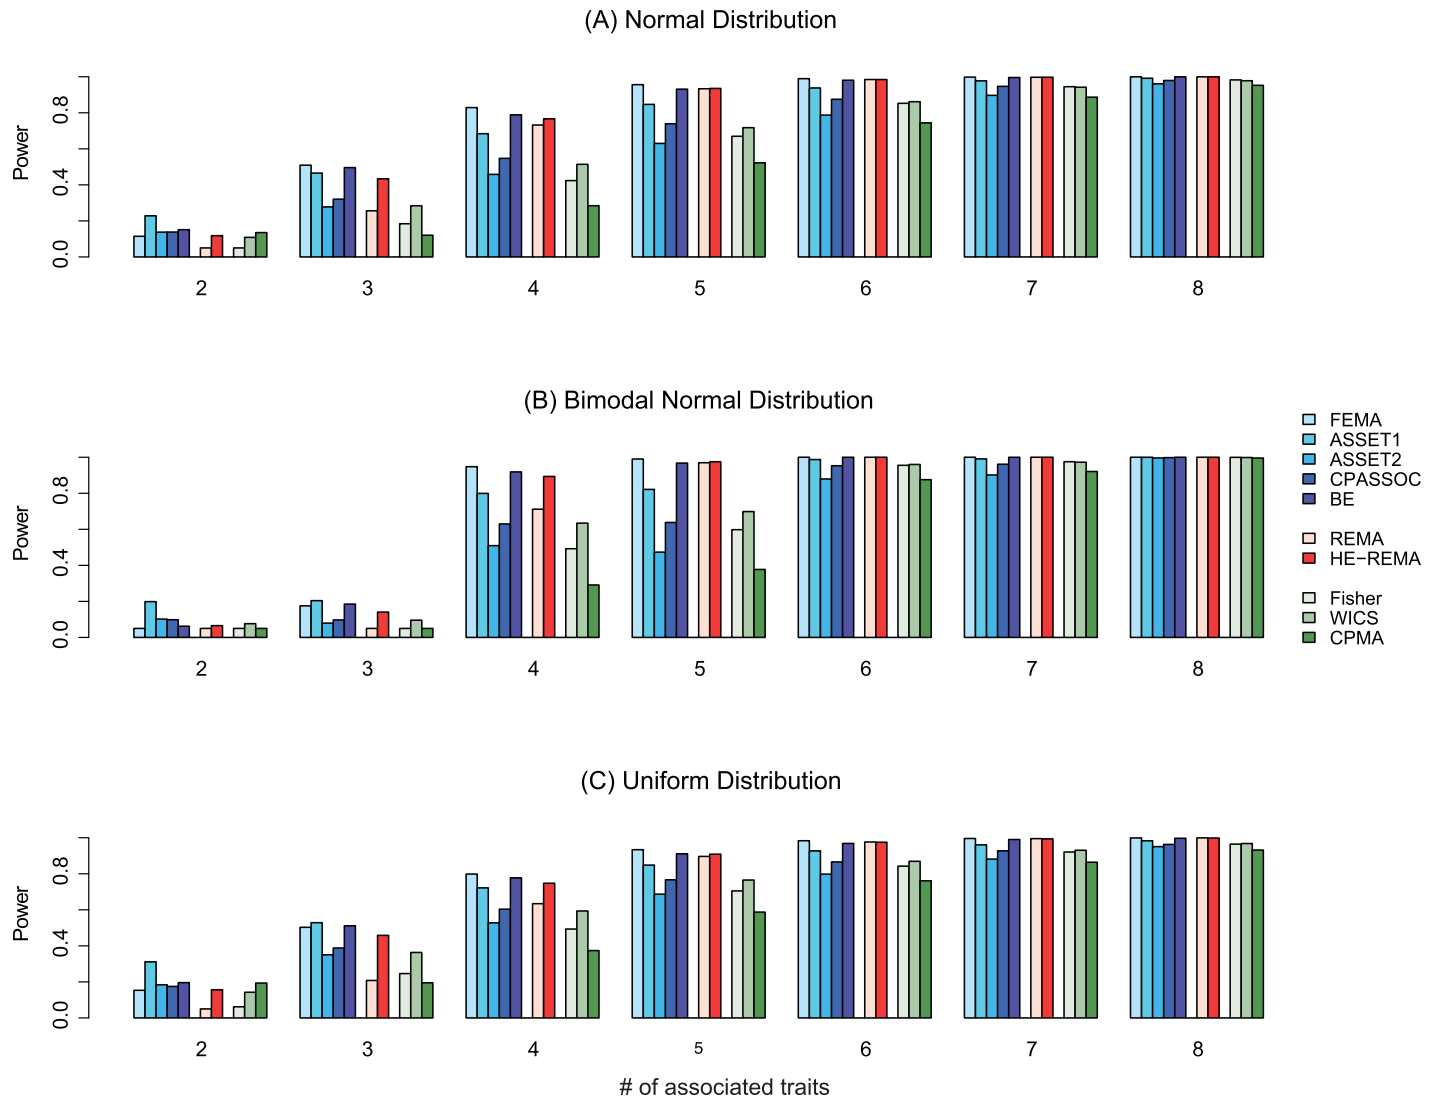 (A) Normal Distribution
Power
0.0 0.4 0.8
2 3 4 5 6 7 8
(B) Bimodal Normal Distribution
Power
0.0 0.4 0.8
2 3 4 5 6 7 8
FEMA
ASSET1
ASSET2
CPASSOC
BE
REMA
HE−REMA
Fisher
WICS
CPMA
(C) Uniform Distribution
Power
0.0 0.4 0.8
2 3 4 5 6 7 8
# of associated traits